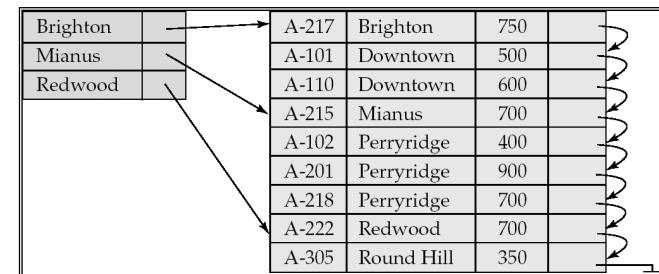 Brighton A-217 Brighton 750
Mianus A-101 Downtown 500
Redwood A-110 Downtown 600
A-215 Mianus 700
A-102 Perryridge 400
A-201 Perryridge 900
A-218 Perryridge 700
A-222 Redwood 700
A-305 Round Hill 350